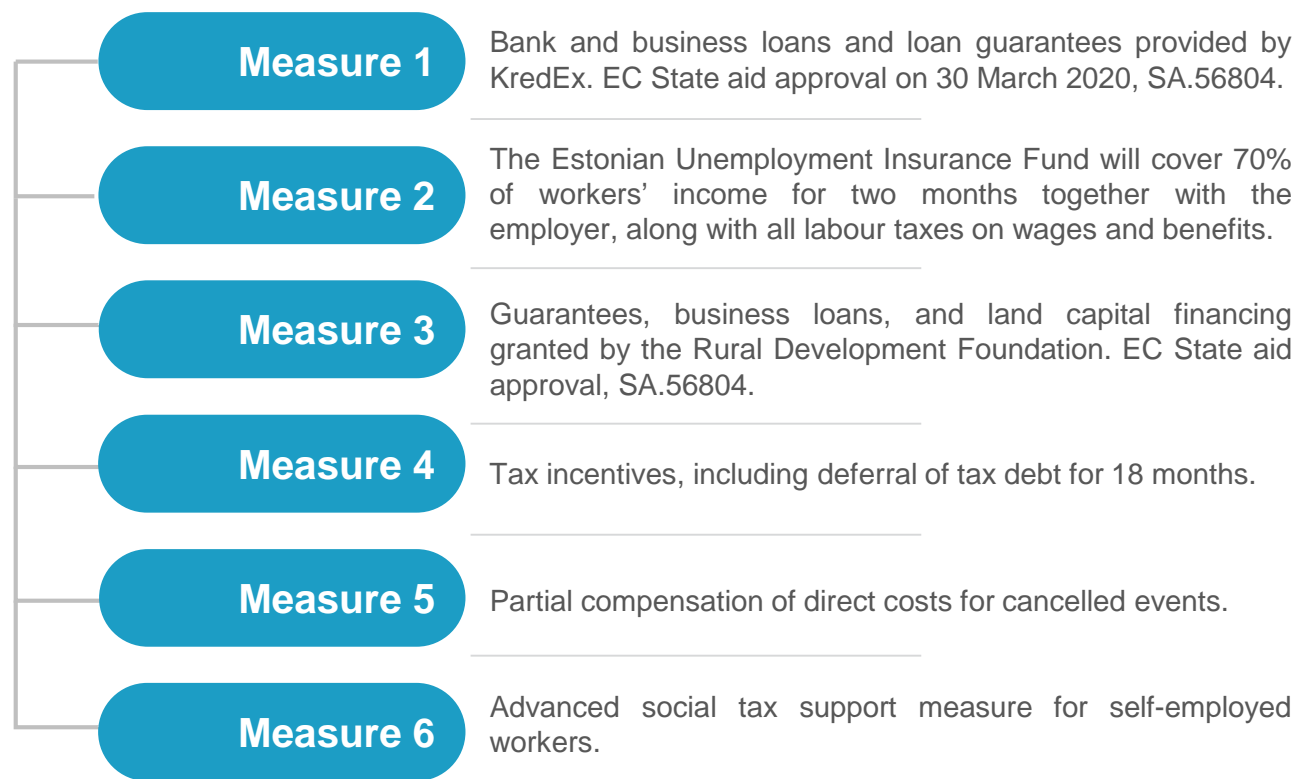 Measure 1
Bank and business loans and loan guarantees provided by
KredEx. EC State aid approval on 30 March 2020, SA.56804.
Measure 2
The Estonian Unemployment Insurance Fund will cover 70%
of workers’ income for two months together with the
employer, along with all labour taxes on wages and benefits.
Measure 3
Guarantees, business loans, and land capital financing
granted by the Rural Development Foundation. EC State aid
approval, SA.56804.
Measure 4
Tax incentives, including deferral of tax debt for 18 months.
Measure 5
Partial compensation of direct costs for cancelled events.
Measure 6
Advanced social tax support measure for self-employed
workers.